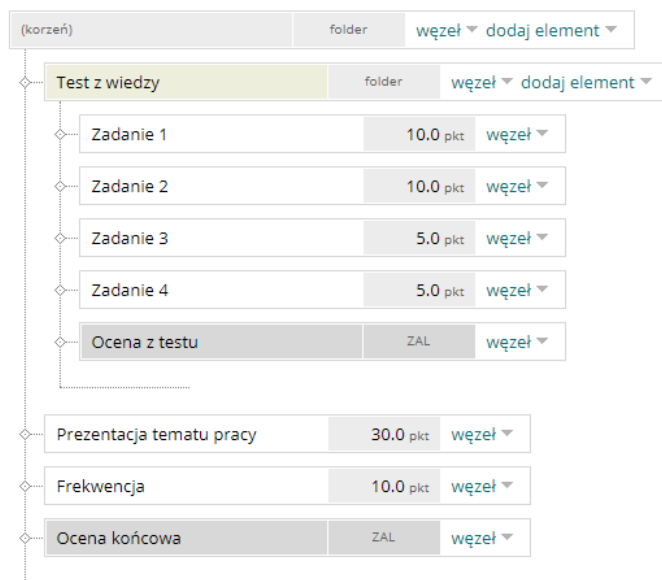 (korzeń) folder węzeł dodaj element
Test z wiedzy folder węzeł dodaj element
Zadanie 1 10.0 pkt węzeł
Zadanie 2 10.0 pkt węzeł
Zadanie 3 5.0 pkt węzeł
Zadanie 4 5.0 pkt węzeł
Ocena z testu ZAL węzeł
Prezentacja tematu pracy 30.0 pkt węzeł
Frekwencja 10.0 pkt węzeł
Ocena końcowa ZAL węzeł